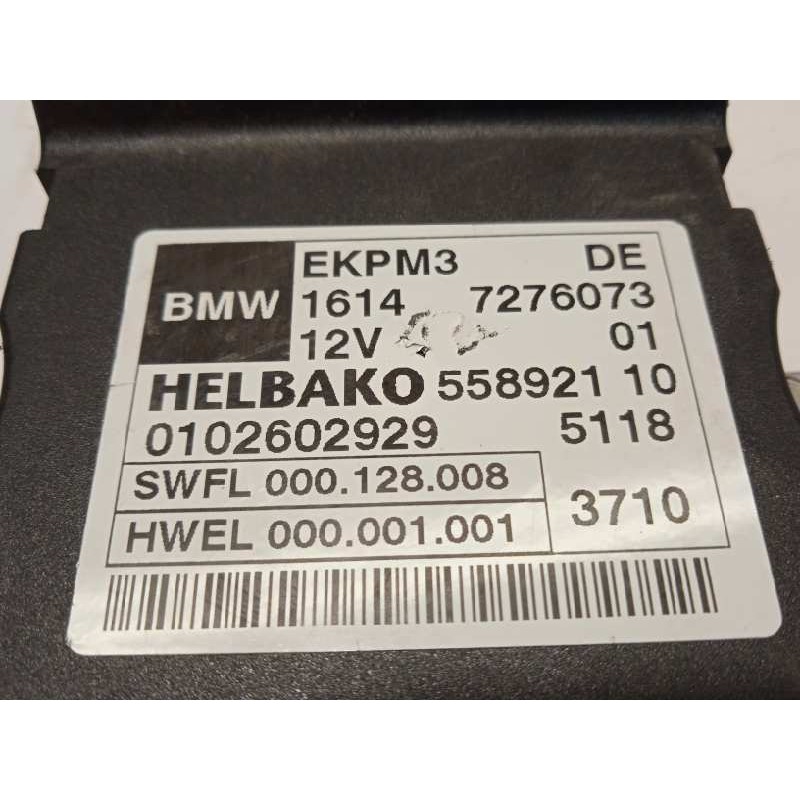 BMW
EKPM3 DE
1614 7276073
12V 01
HELBAKO 558921 10
0102602929 5118
SWFL 000.128.008
3710
HWEL 000.001.001